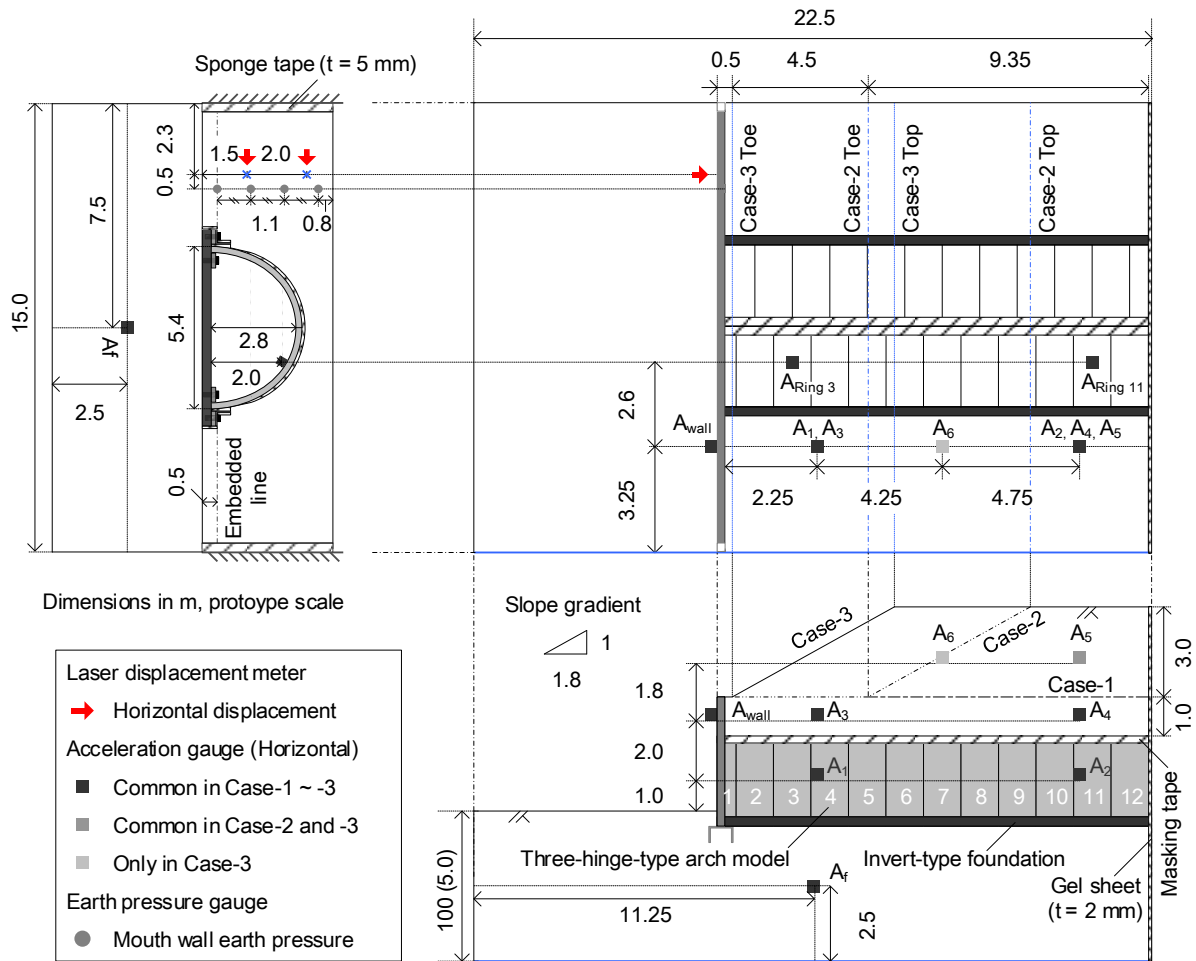 22.5
0.5
4.5
9.35
Sponge tape (t = 5 mm)
2.3
0.5
1.5
2.0
1.1
0.8
7.5
15.0
Af
2.5
5.4
2.8
2.0
0.5
Embedded
line
Case-3 Toe
Case-2 Toe
Case-3 Top
Case-2 Top
ARing 3
ARing 11
2.6
Awall
A1, A3
A6
A2, A4, A5
2.25
4.25
4.75
3.25
Dimensions in m, protoype scale
Slope gradient
1
1.8
Case-3
Case-2
A6
A5
3.0
1.8
Case-1
Awall
A3
A4
1.0
2.0
A1
A2
1.0
1 2 3 4 5 6 7 8 9 10 11 12
Three-hinge-type arch model
Invert-type foundation
Masking tape
Gel sheet
(t = 2 mm)
100 (5.0)
Af
11.25
2.5
Laser displacement meter
Horizontal displacement
Acceleration gauge (Horizontal)
Common in Case-1 ~ -3
Common in Case-2 and -3
Only in Case-3
Earth pressure gauge
Mouth wall earth pressure